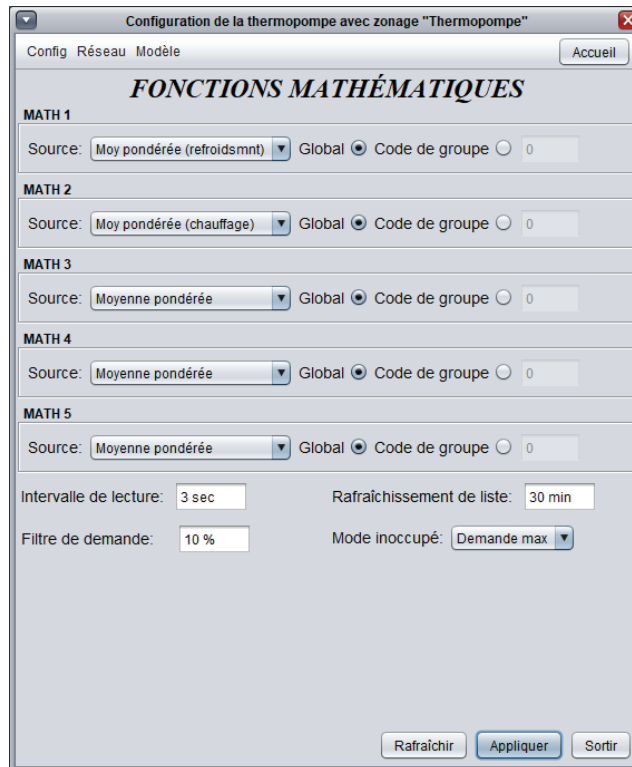 Configuration de la thermopompe avec zonage "Thermopompe"
Config Réseau Modèle Accueil
FONCTIONS MATHÉMATIQUES
MATH 1
Source: Moy pondérée (refroidsmnt) Global Code de groupe 0
MATH 2
Source: Moy pondérée (chauffage) Global Code de groupe 0
MATH 3
Source: Moyenne pondérée Global Code de groupe 0
MATH 4
Source: Moyenne pondérée Global Code de groupe 0
MATH 5
Source: Moyenne pondérée Global Code de groupe 0
Intervalle de lecture: 3 sec Rafraîchissement de liste: 30 min
Filtre de demande: 10 % Mode inoccupé: Demande max
Rafraîchir Appliquer Sortir